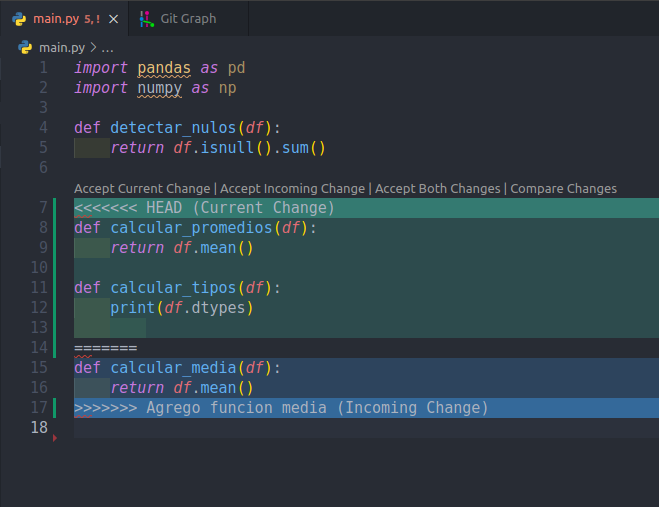 main.py 5, ! × Git Graph
main.py > ...
1 import pandas as pd
2 import numpy as np
3
4 def detectar_nulos(df):
5 return df.isnull().sum()
6
Accept Current Change | Accept Incoming Change | Accept Both Changes | Compare Changes
7 <<<<<<< HEAD (Current Change)
8 def calcular_promedios(df):
9 return df.mean()
10
11 def calcular_tipos(df):
12 print(df.dtypes)
13
14 =======
15 def calcular_media(df):
16 return df.mean()
17 >>>>>>> Agrego funcion media (Incoming Change)
18